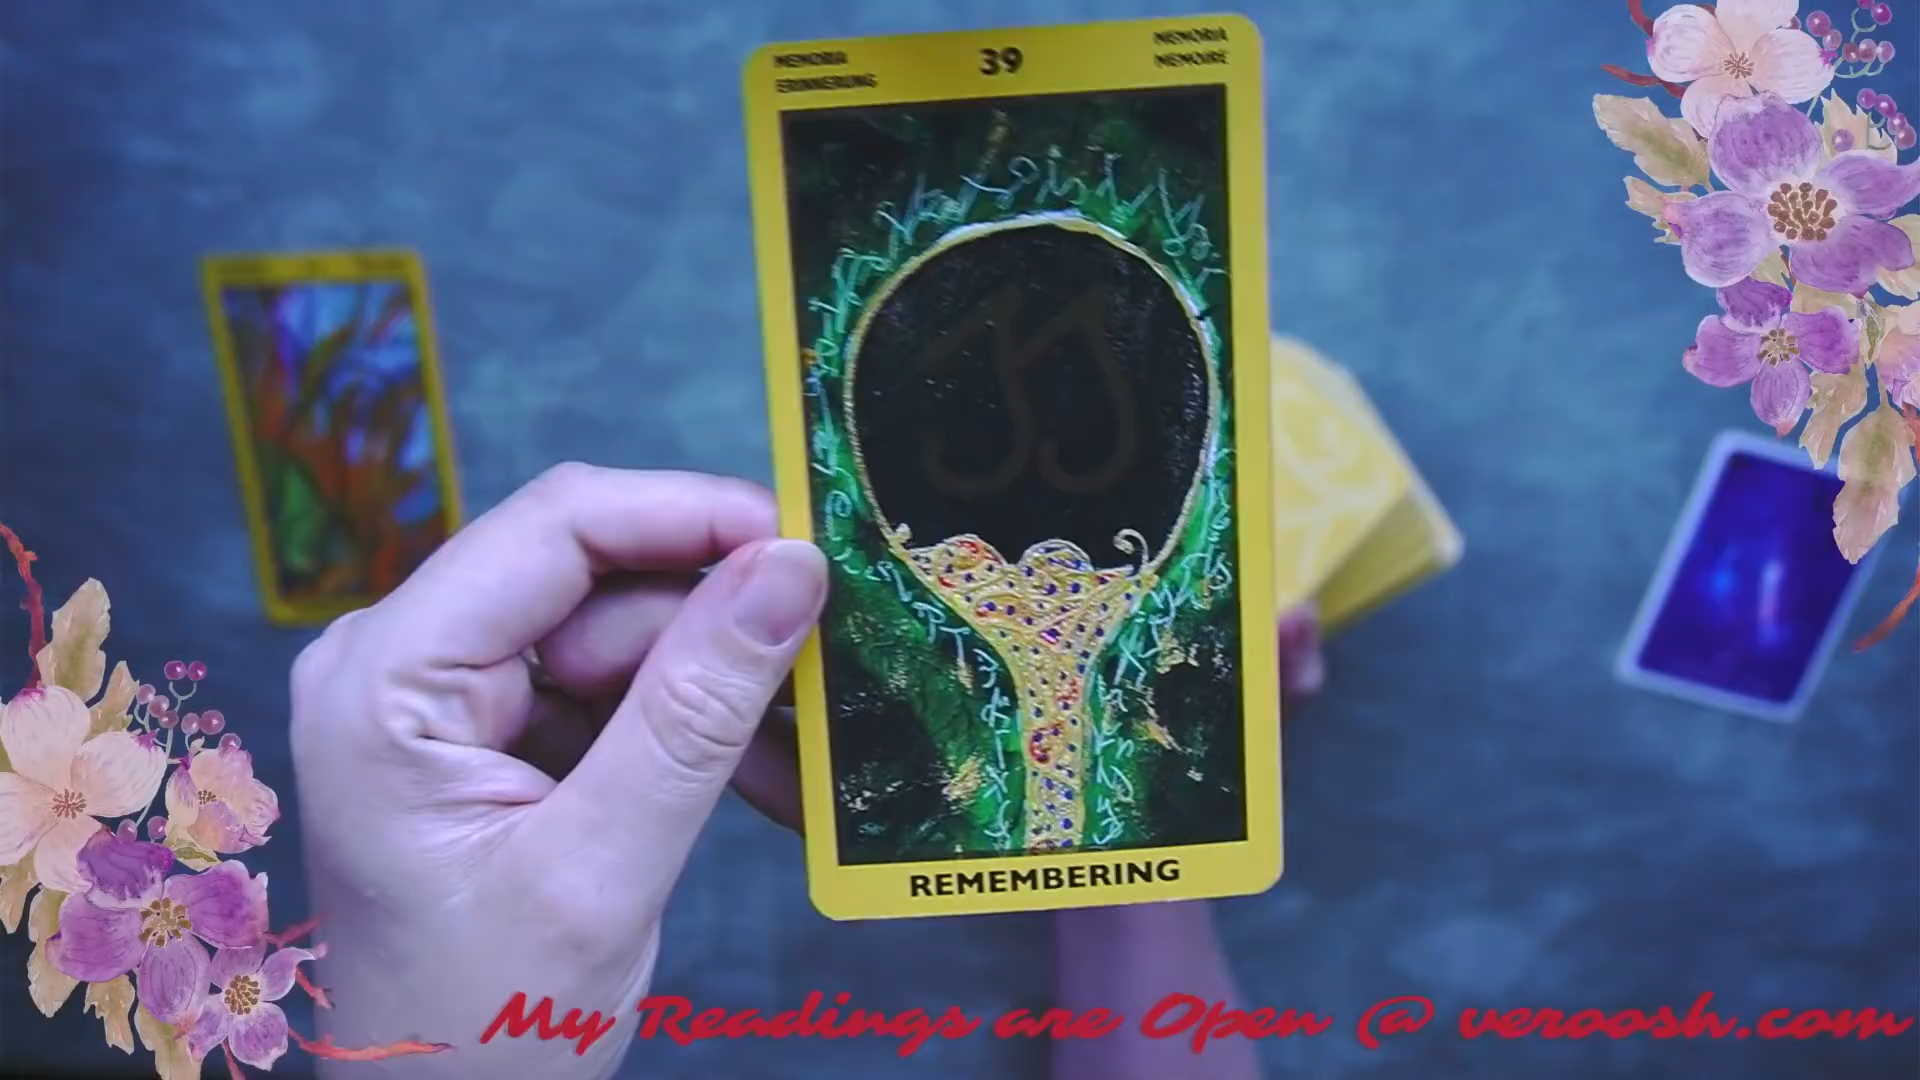 MEMORIA
ERINNERUNG
39
MEMORIA
MEMOIRE
REMEMBERING
My Readings are Open @ veroosh.com